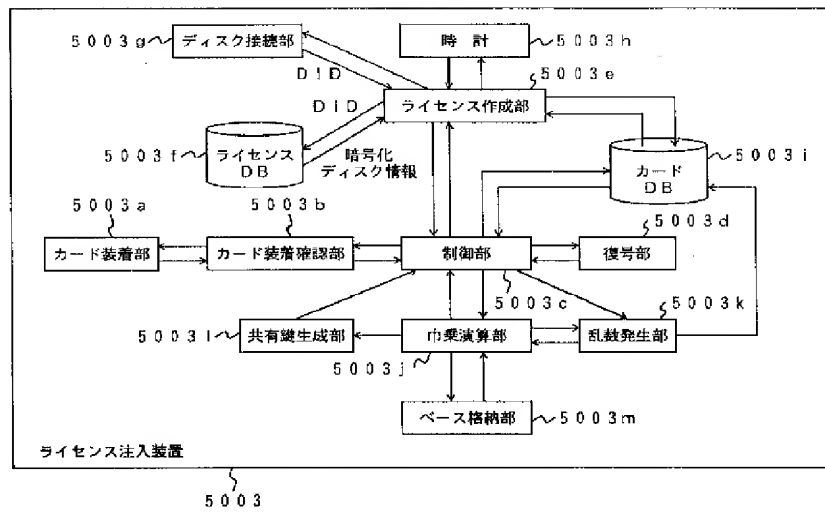 5003g
ディスク接続部
時計
5003h
DID
5003e
DID
ライセンス作成部
5003f
ライセンス
DB
暗号化
ディスク情報
カード
DB
5003i
5003a
5003b
5003d
カード装着部
カード装着確認部
制御部
復号部
5003c
5003k
5003l
共有鍵生成部
巾乗演算部
乱数発生部
5003j
ベース格納部
5003m
ライセンス注入装置
5003